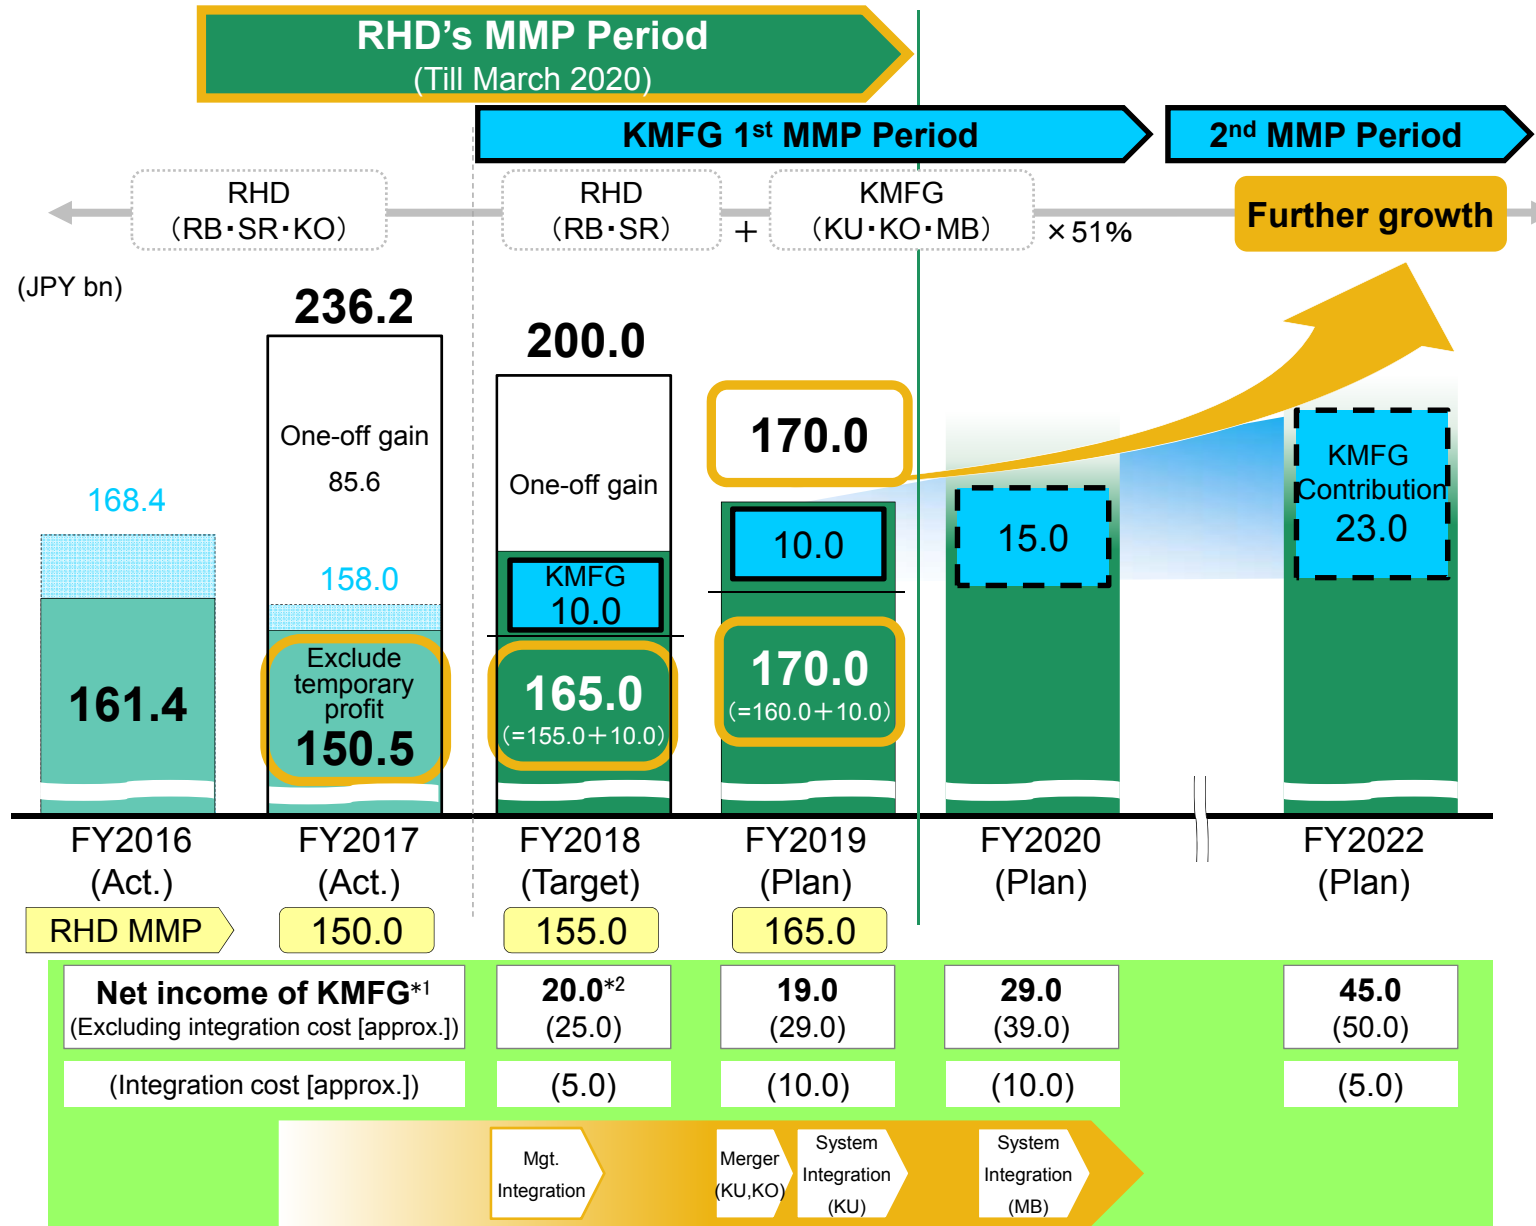 RHD's MMP Period
(Till March 2020)
KMFG 1st MMP Period
2nd MMP Period
RHD
（RB・SR・KO）
RHD
（RB・SR）
＋
KMFG
（KU・KO・MB）
×51%
Further growth
(JPY bn)
236.2
200.0
170.0
One-off gain
85.6
One-off gain
168.4
158.0
KMFG
10.0
10.0
15.0
KMFG
Contribution
23.0
161.4
Exclude
temporary
profit
150.5
165.0
（=155.0＋10.0）
170.0
（=160.0＋10.0）
FY2016
(Act.)
FY2017
(Act.)
FY2018
(Target)
FY2019
(Plan)
FY2020
(Plan)
FY2022
(Plan)
RHD MMP
150.0
155.0
165.0
Net income of KMFG*1
(Excluding integration cost [approx.])
20.0*2
(25.0)
19.0
(29.0)
29.0
(39.0)
45.0
(50.0)
(Integration cost [approx.])
(5.0)
(10.0)
(10.0)
(5.0)
Mgt.
Integration
Merger
(KU,KO)
System
Integration
(KU)
System
Integration
(MB)